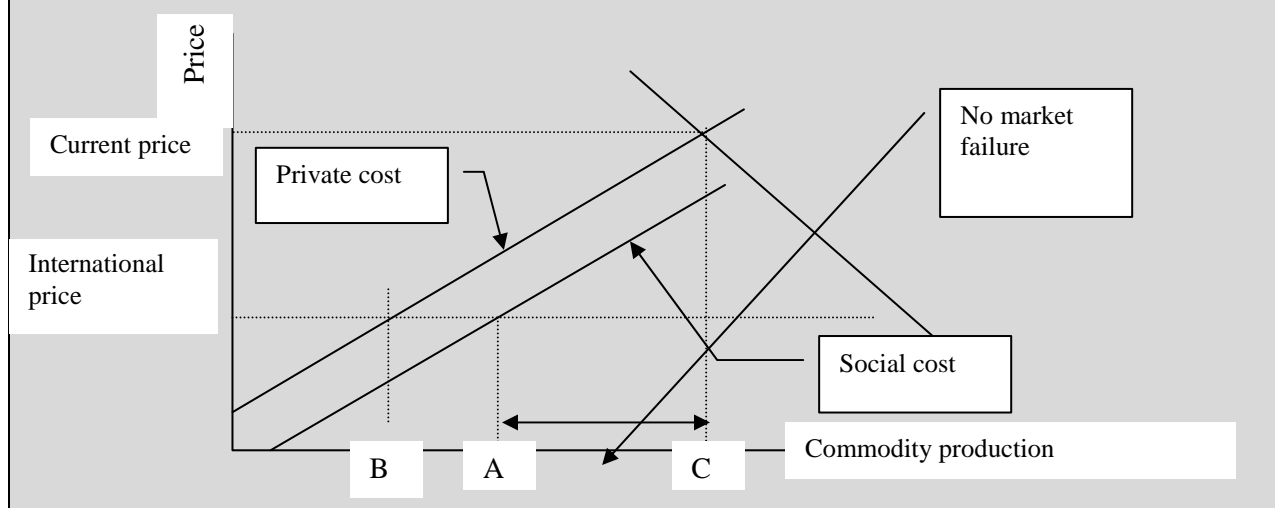 Price
Current price
Private cost
No market
failure
International
price
Social cost
Commodity production
B
A
C